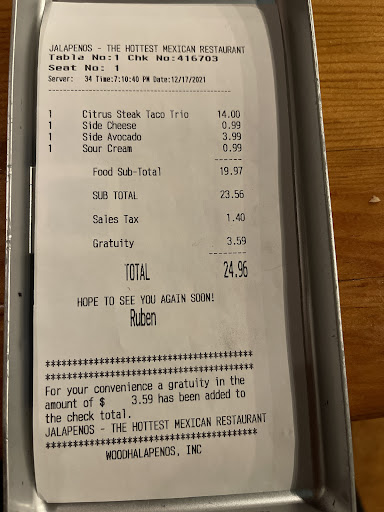 JALAPENOS - THE HOTTEST MEXICAN RESTAURANT
Table No:1 Chk No:416703
Seat No: 1
Server: 34 Time:7:10:40 PM Date:12/17/2021
1 Citrus Steak Taco Trio 14.00
1 Side Cheese 0.99
1 Side Avocado 3.99
1 Sour Cream 0.99
Food Sub-Total 19.97
SUB TOTAL 23.56
Sales Tax 1.40
Gratuity 3.59
TOTAL 24.96
HOPE TO SEE YOU AGAIN SOON!
Ruben
****************************************
****************************************
For your convenience a gratuity in the
amount of $ 3.59 has been added to
the check total.
JALAPENOS - THE HOTTEST MEXICAN RESTAURANT
****************************************
WOODHALAPENOS, INC